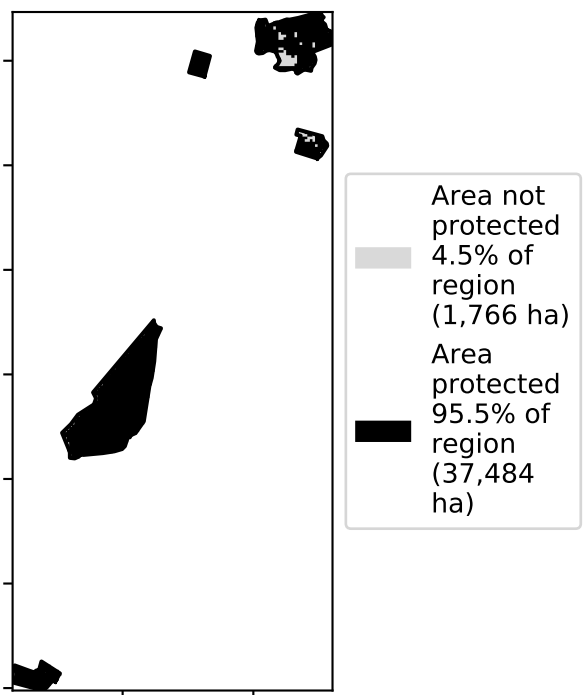 Area not
protected
4.5% of
region
(1,766 ha)
Area
protected
95.5% of
region
(37,484
ha)